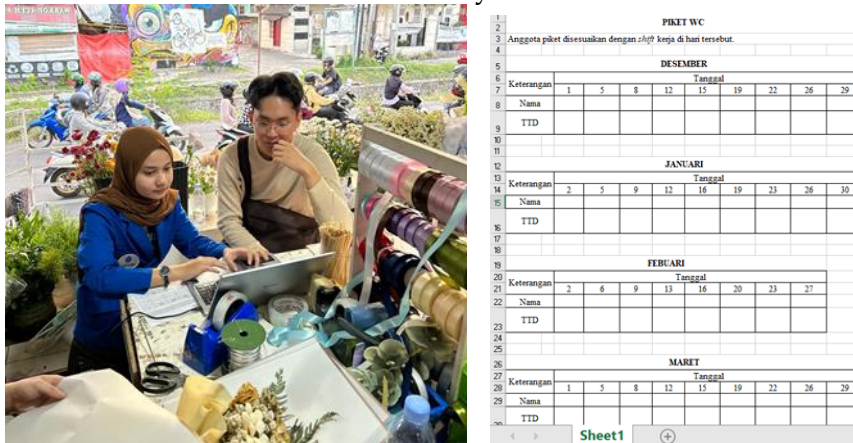 PIKET WC
Anggota piket disesuaikan dengan shift kerja di hari tersebut.
DESEMBER
Keterangan Tanggal
1 5 8 12 15 19 22 26 29
Nama
TTD
JANUARI
Keterangan Tanggal
2 5 9 12 16 19 23 26 30
Nama
TTD
FEBUARI
Keterangan Tanggal
2 6 9 13 16 20 23 27
Nama
TTD
MARET
Keterangan Tanggal
1 5 8 12 15 19 22 26 29
Nama
TTD
Sheet1